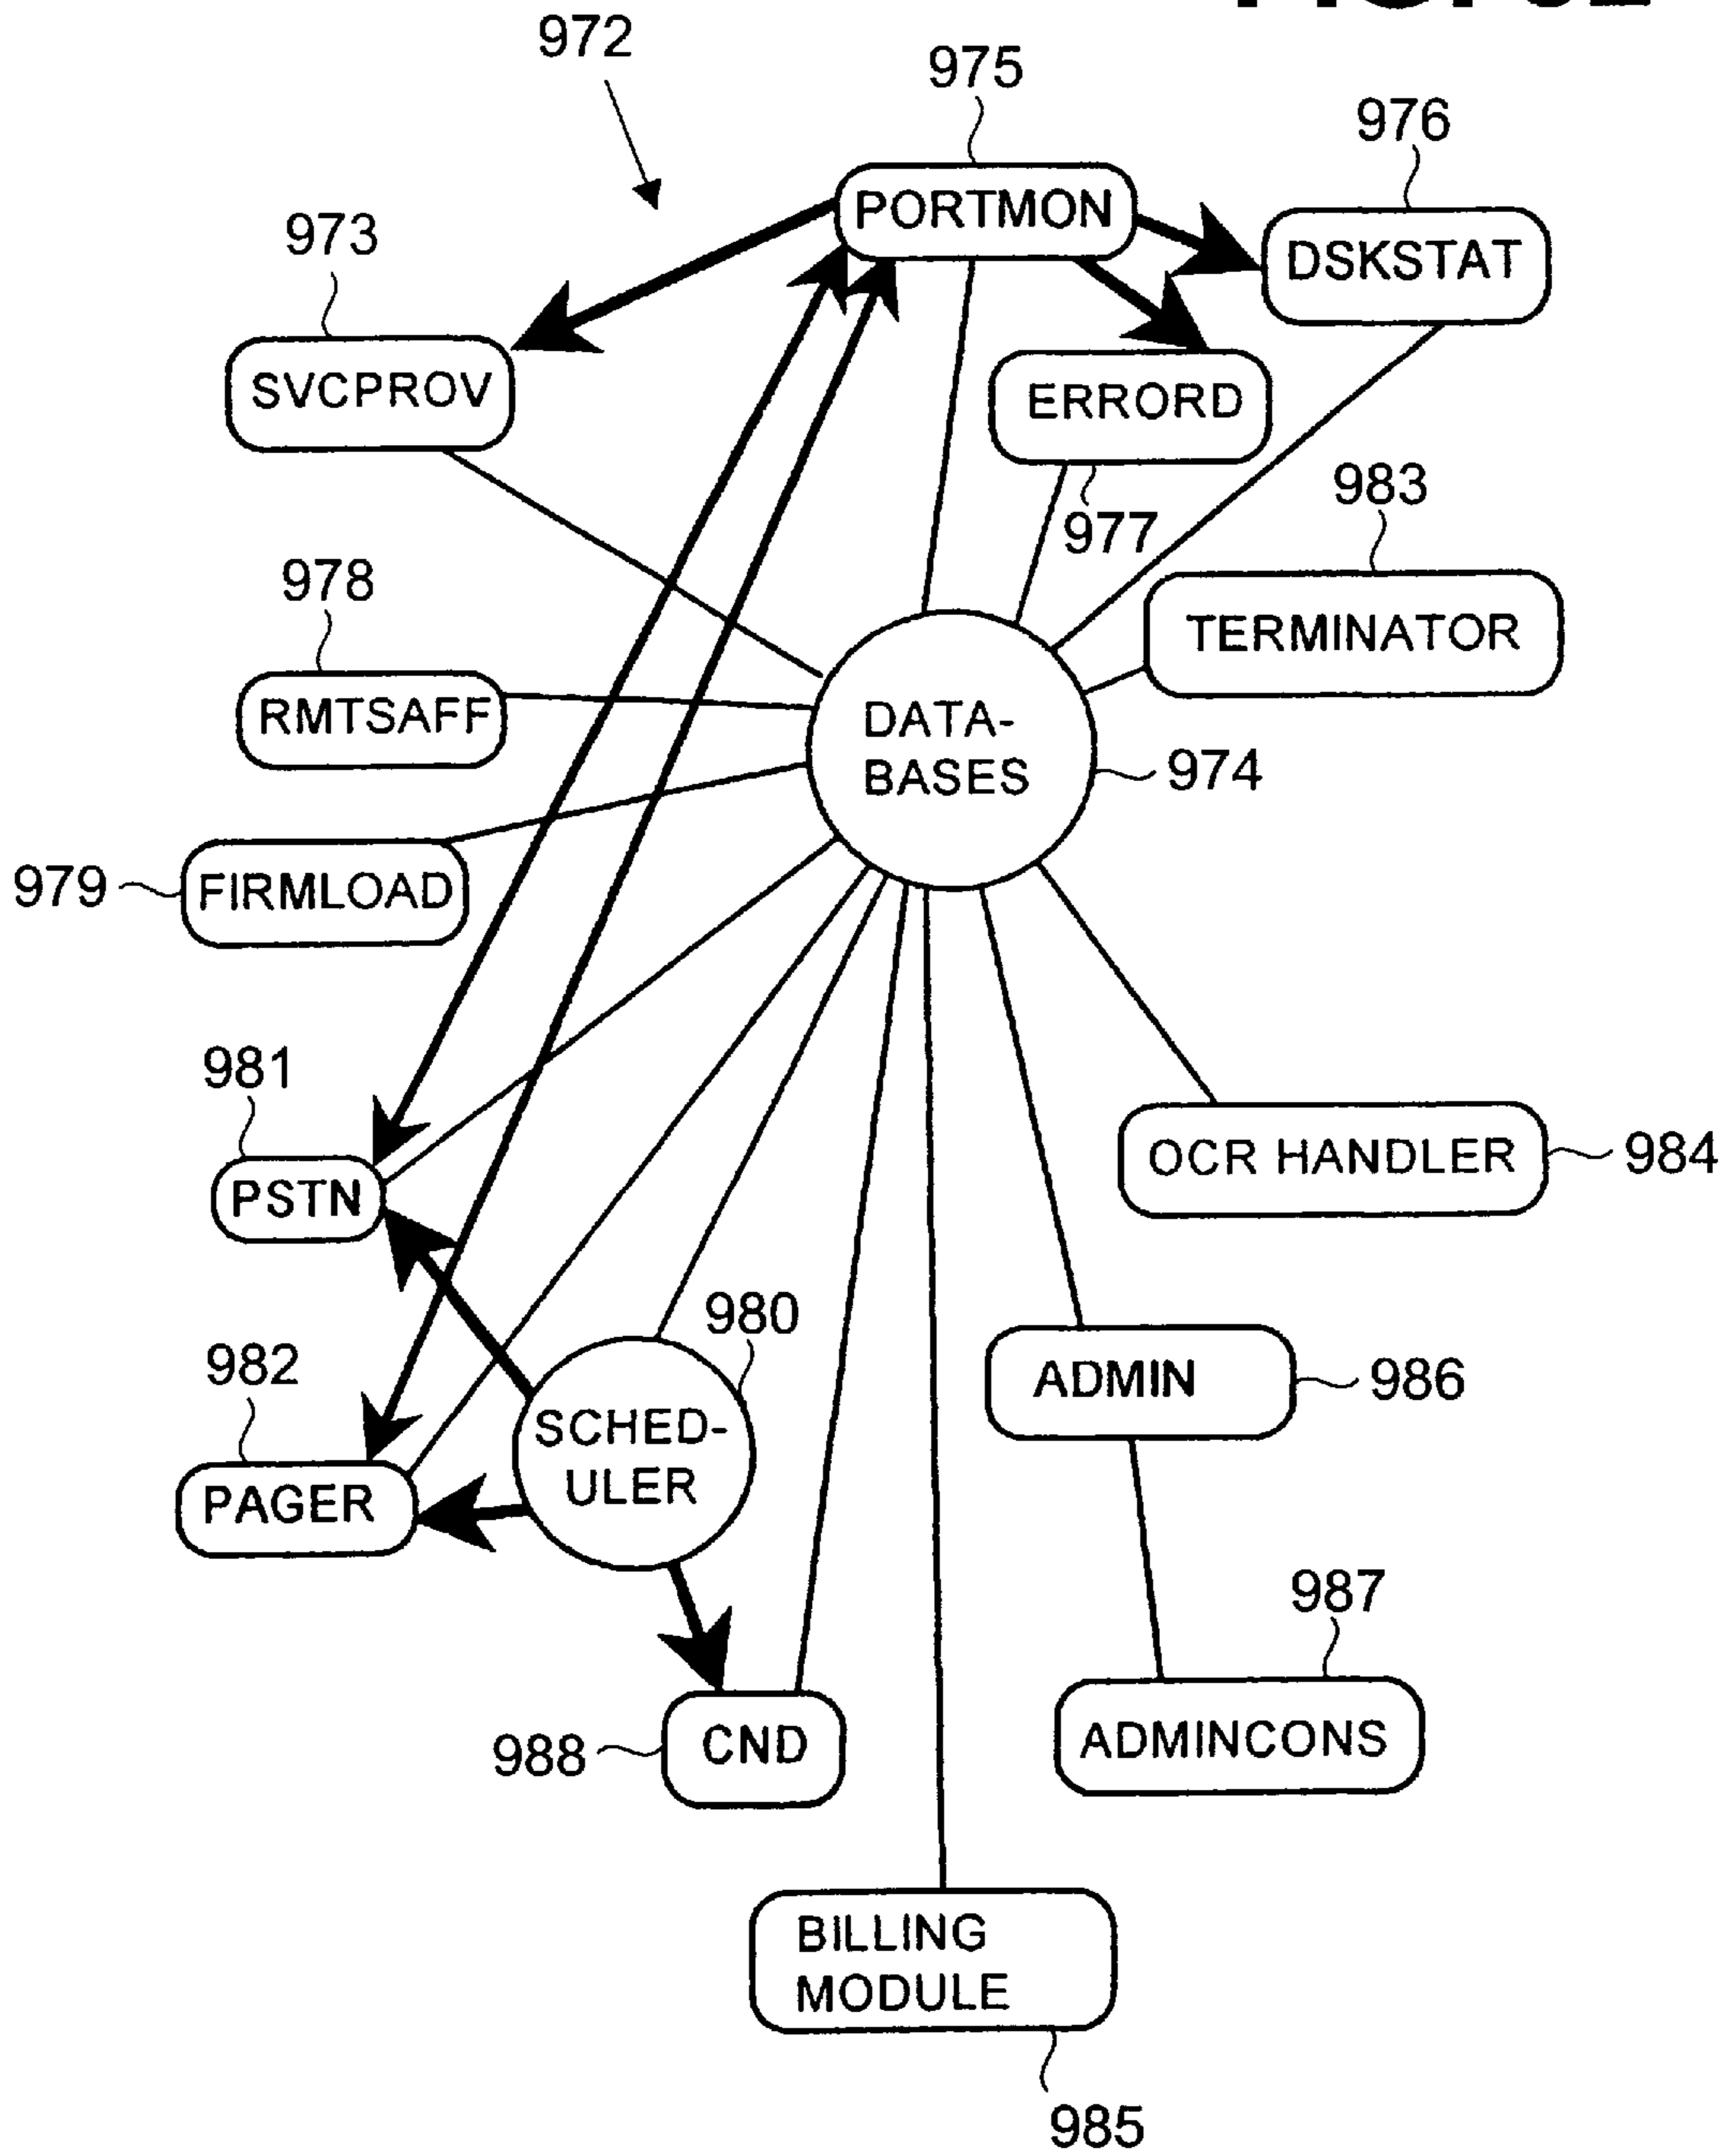 972
975
976
PORTMON
973
DSKSTAT
SVCPROV
ERRORD
983
977
978
TERMINATOR
RMTSAFF
DATA-
BASES
974
979
FIRMLOAD
981
OCR HANDLER
984
PSTN
980
982
ADMIN
986
SCHED-
ULER
PAGER
987
988
CND
ADMINCONS
BILLING
MODULE
985